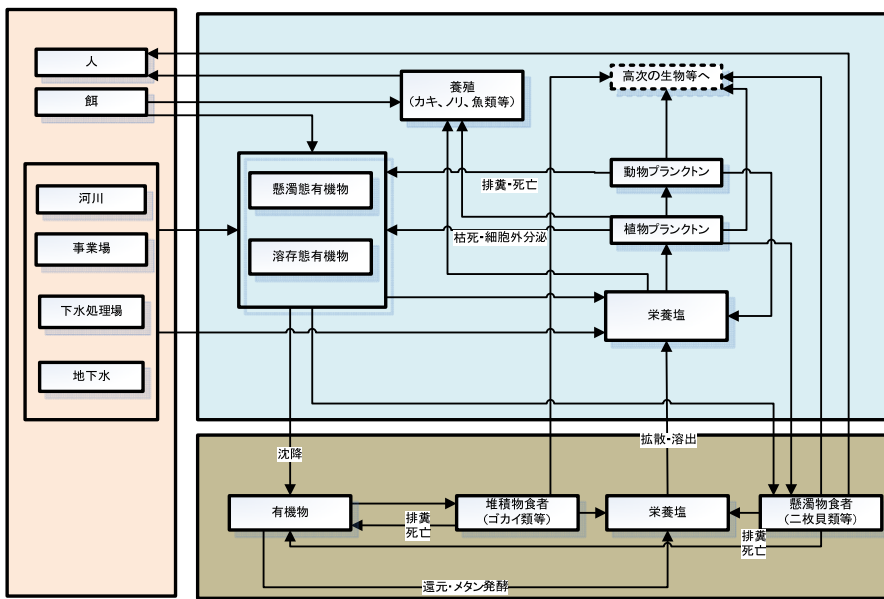 人
餌
河川
事業場
下水処理場
地下水
養殖
(カキ、ノリ、魚類等)
高次の生物等へ
懸濁態有機物
溶存態有機物
排糞・死亡
動物プランクトン
枯死・細胞外分泌
植物プランクトン
栄養塩
沈降
拡散・溶出
有機物
排糞
死亡
堆積物食者
(ゴカイ類等)
栄養塩
懸濁物食者
(二枚貝類等)
排糞
死亡
還元・メタン発酵